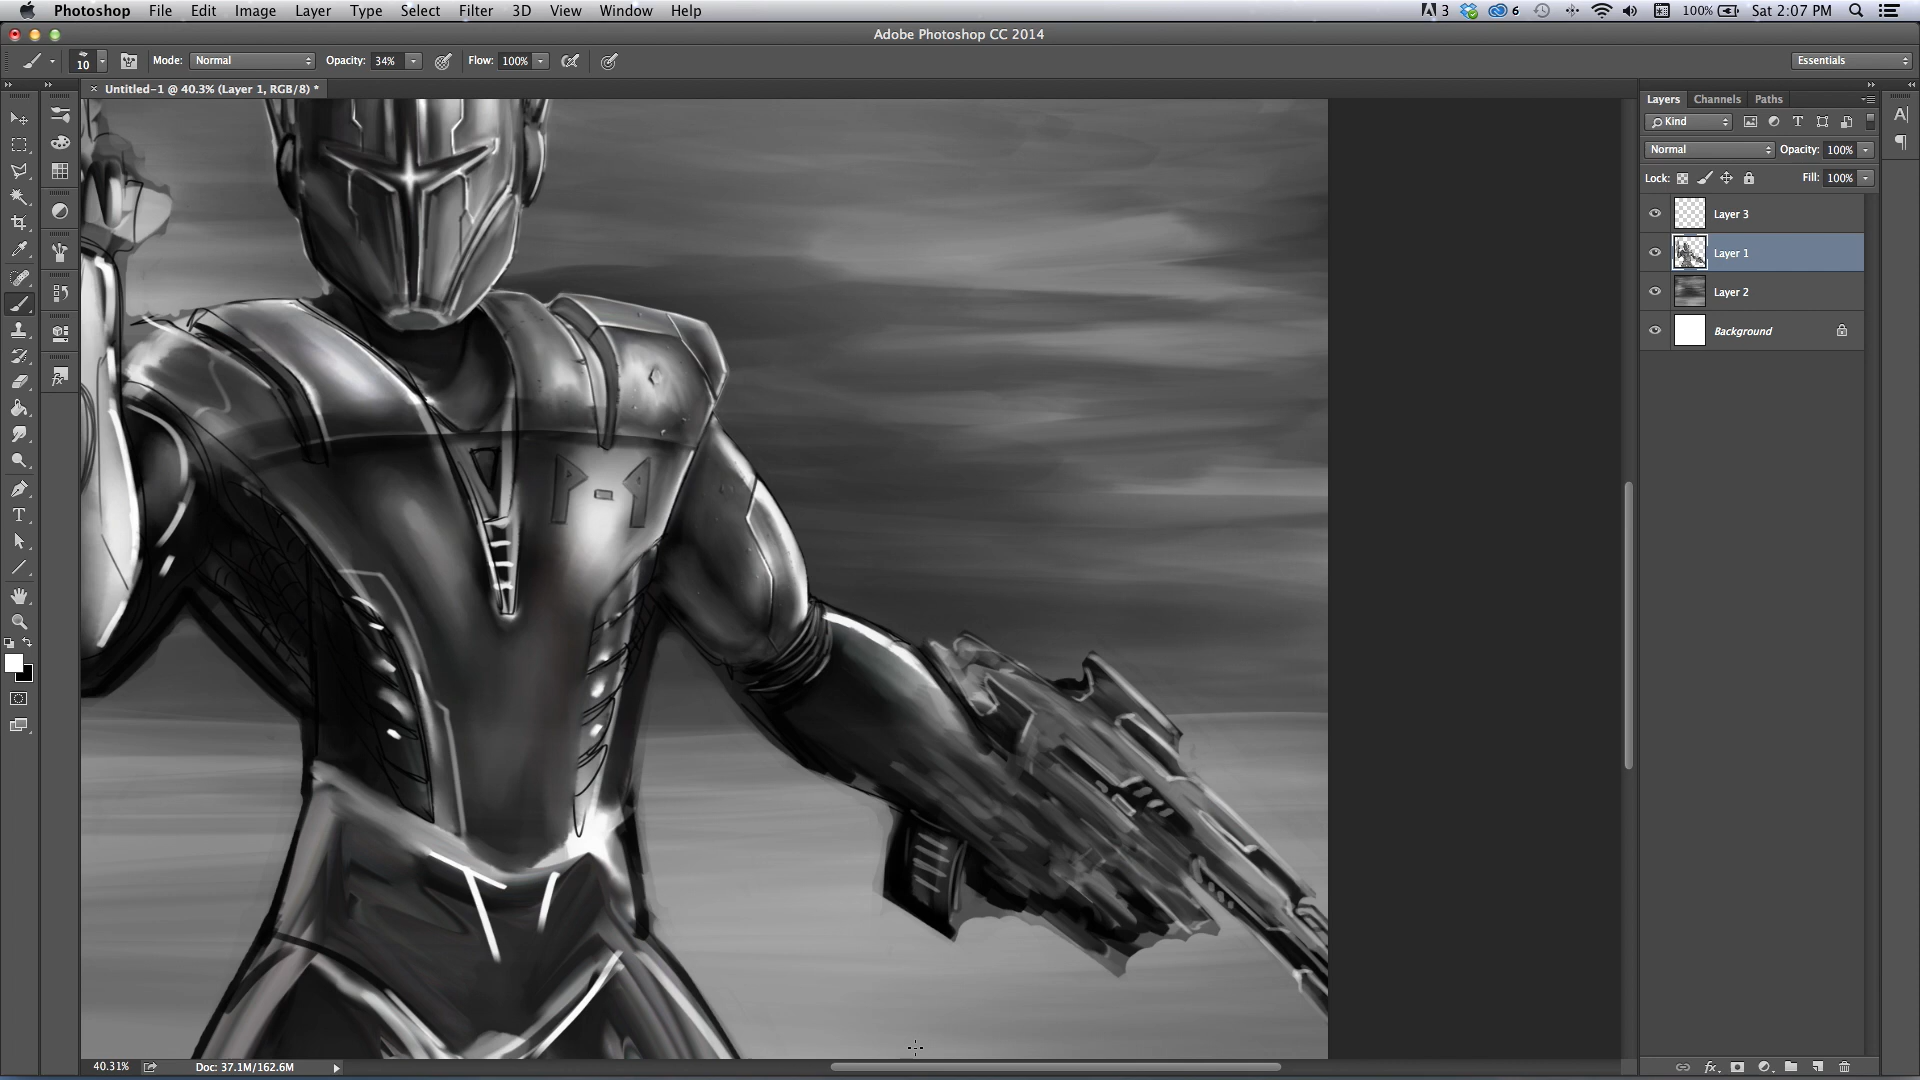 Photoshop File Edit Image Layer Type Select Filter 3D View Window Help 3 6 100% Sat 2:07 PM
Adobe Photoshop CC 2014
10 Mode: Normal Opacity: 34% Flow: 100% Essentials
× Untitled-1 @ 40.3% (Layer 1, RGB/8) *
Layers Channels Paths
Kind
Normal Opacity: 100%
Lock: Fill: 100%
Layer 3
Layer 1
Layer 2
Background
P-1
40.31% Doc: 37.1M/162.6M